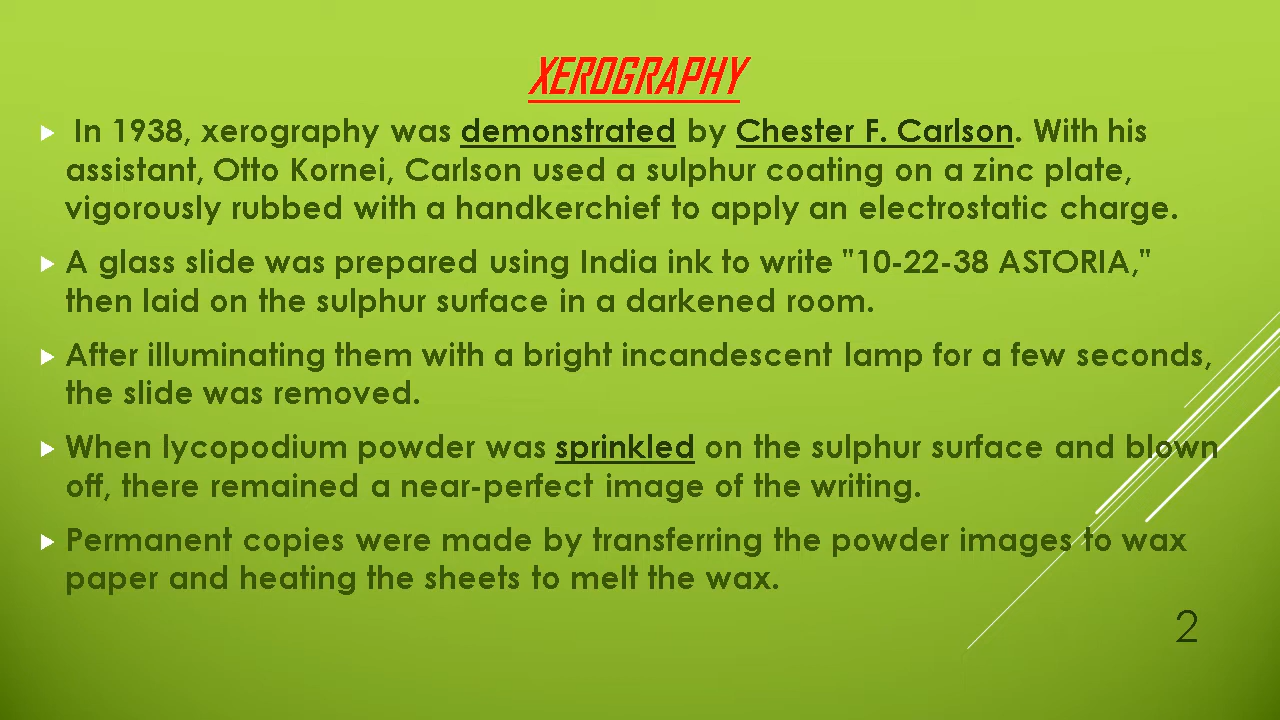 XEROGRAPHY
In 1938, xerography was demonstrated by Chester F. Carlson. With his
assistant, Otto Kornei, Carlson used a sulphur coating on a zinc plate,
vigorously rubbed with a handkerchief to apply an electrostatic charge.
A glass slide was prepared using India ink to write "10-22-38 ASTORIA,"
then laid on the sulphur surface in a darkened room.
After illuminating them with a bright incandescent lamp for a few seconds,
the slide was removed.
When lycopodium powder was sprinkled on the sulphur surface and blown
off, there remained a near-perfect image of the writing.
Permanent copies were made by transferring the powder images to wax
paper and heating the sheets to melt the wax.
2